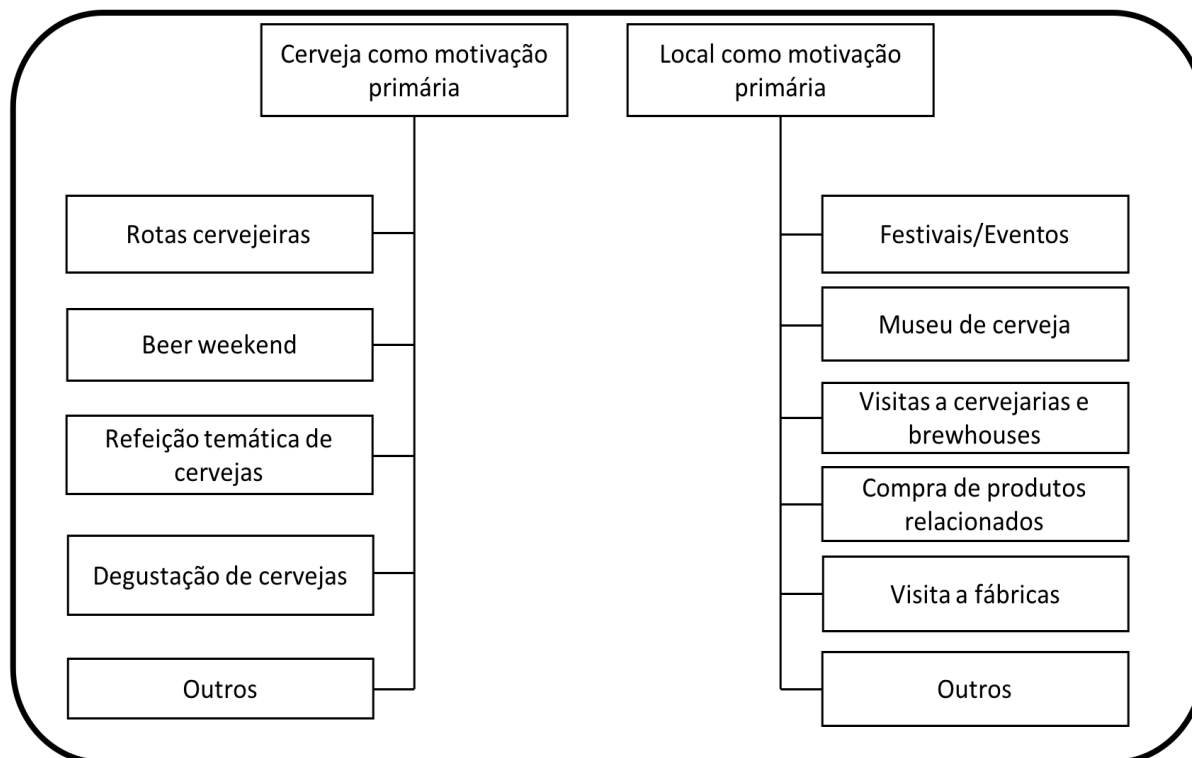 Cerveja como motivação
primária
Rotas cervejeiras
Beer weekend
Refeição temática de
cervejas
Degustação de cervejas
Outros
Local como motivação
primária
Festivais/Eventos
Museu de cerveja
Visitas a cervejarias e
brewhouses
Compra de produtos
relacionados
Visita a fábricas
Outros